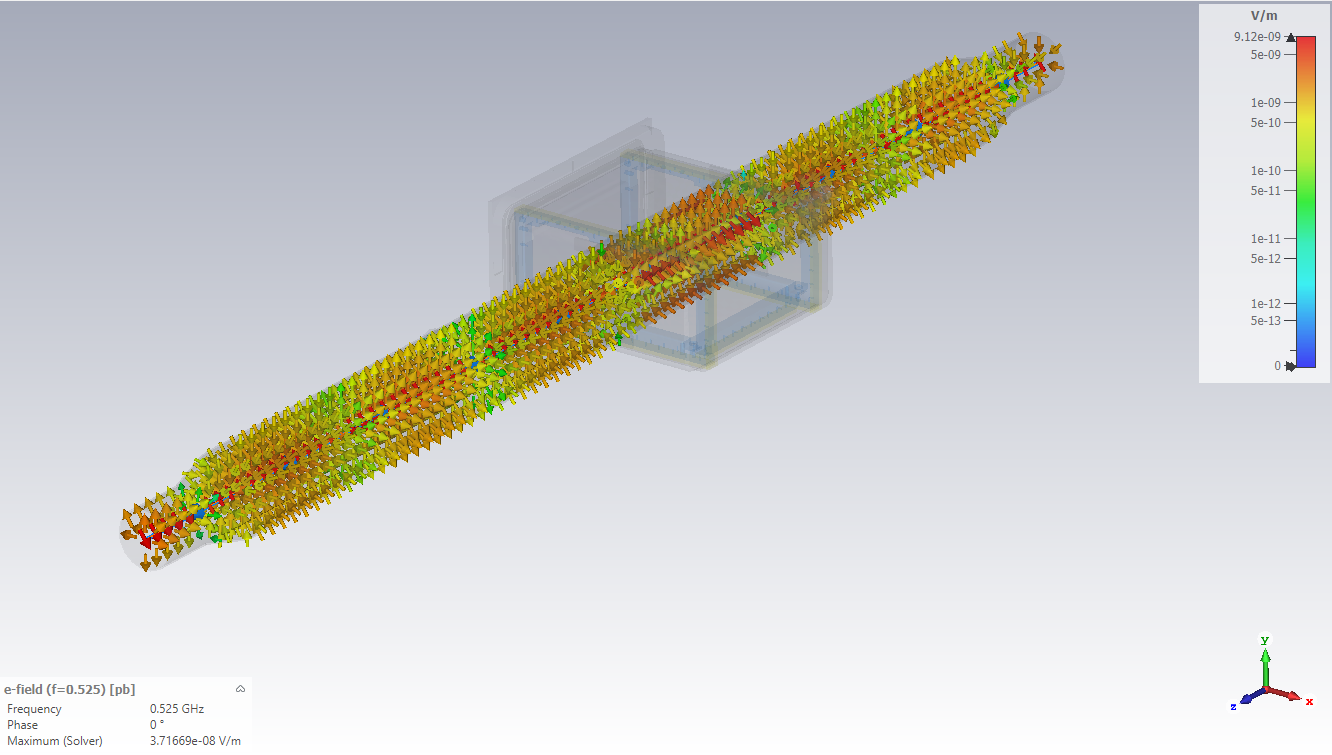 V/m
9.12e-09
5e-09
1e-09
5e-10
1e-10
5e-11
1e-11
5e-12
1e-12
5e-13
0
y
z
x
e-field (f=0.525) [pb]
Frequency 0.525 GHz
Phase 0 °
Maximum (Solver) 3.71669e-08 V/m